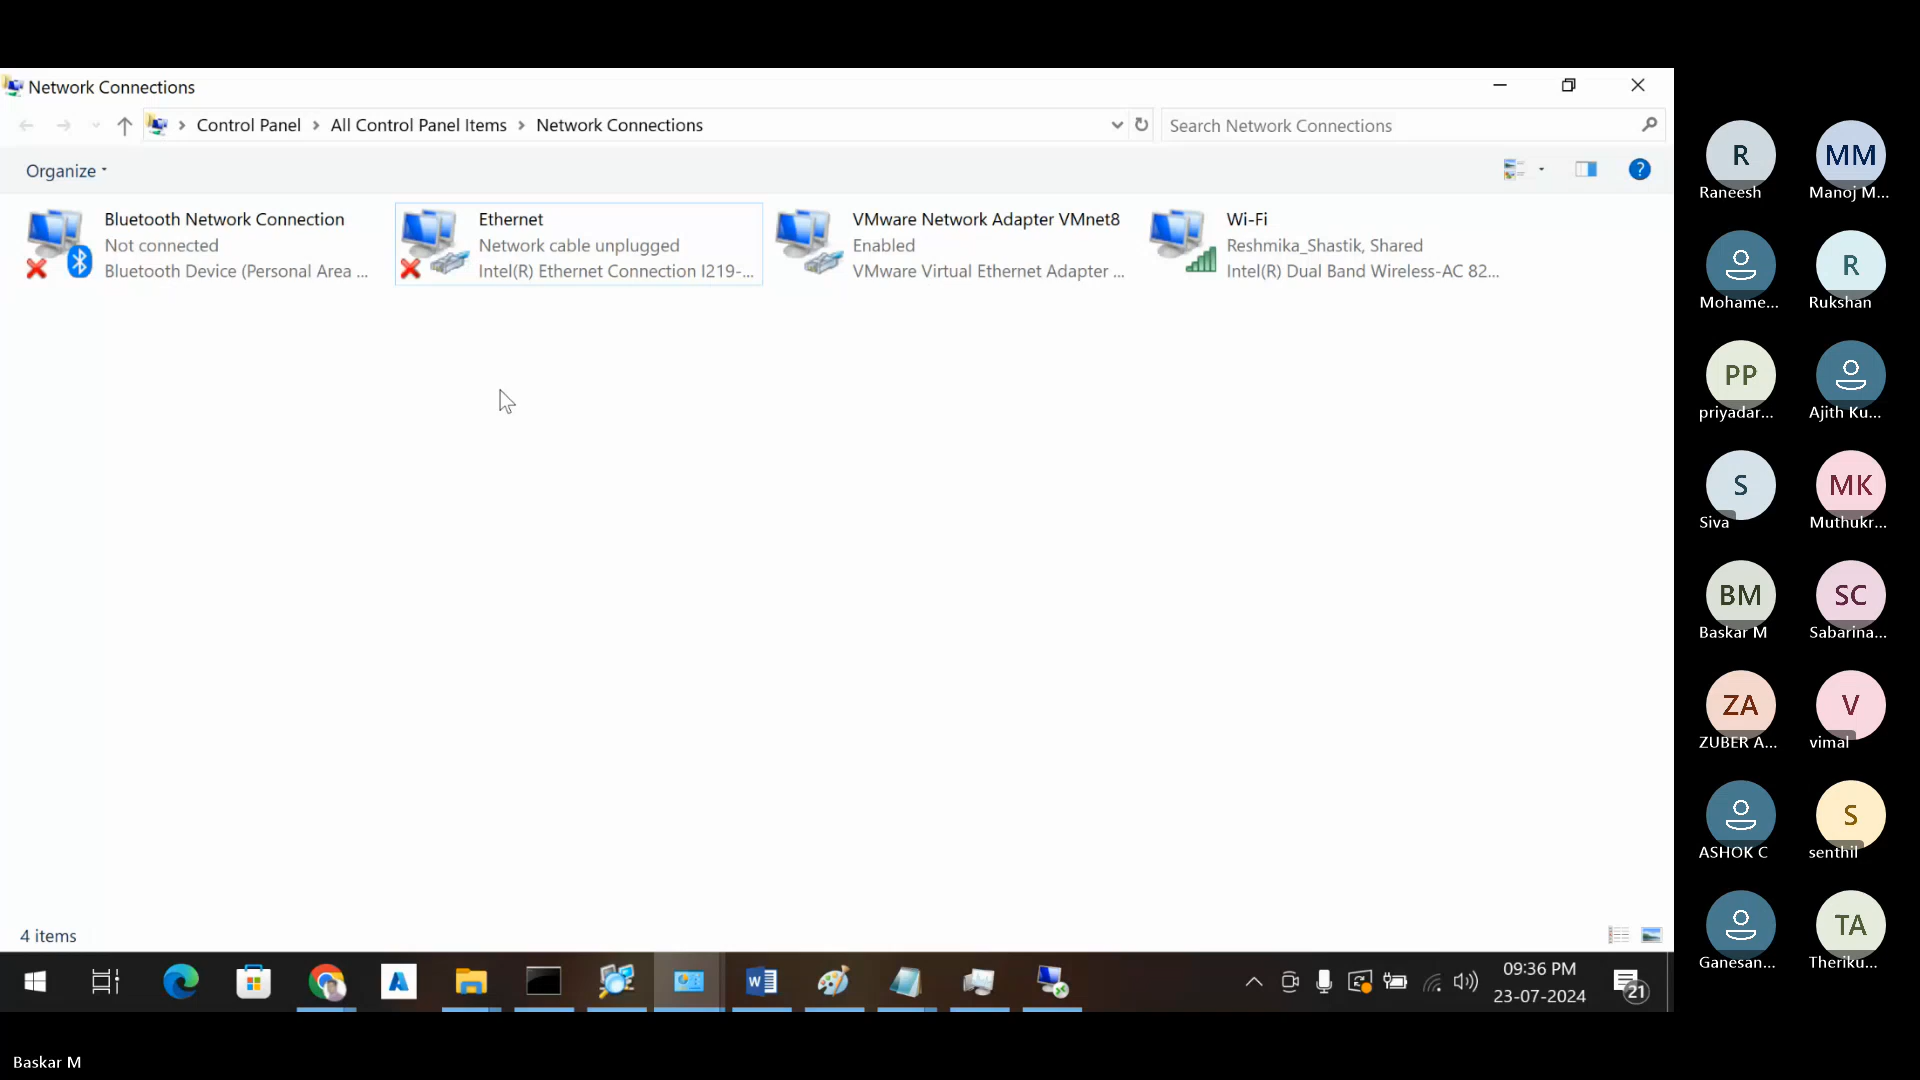 Network Connections
Control Panel > All Control Panel Items > Network Connections
Search Network Connections
Organize
?
Bluetooth Network Connection
Not connected
Bluetooth Device (Personal Area ...
Ethernet
Network cable unplugged
Intel(R) Ethernet Connection I219-...
VMware Network Adapter VMnet8
Enabled
VMware Virtual Ethernet Adapter ...
Wi-Fi
Reshmika_Shastik, Shared
Intel(R) Dual Band Wireless-AC 82...
4 items
09:36 PM
23-07-2024
21
R
Raneesh
MM
Manoj M...
Mohame...
R
Rukshan
PP
priyadar...
Ajith Ku...
S
Siva
MK
Muthukr...
BM
Baskar M
SC
Sabarina...
ZA
ZUBER A...
V
vimal
ASHOK C
S
senthil
Ganesan...
TA
Theriku...
Baskar M